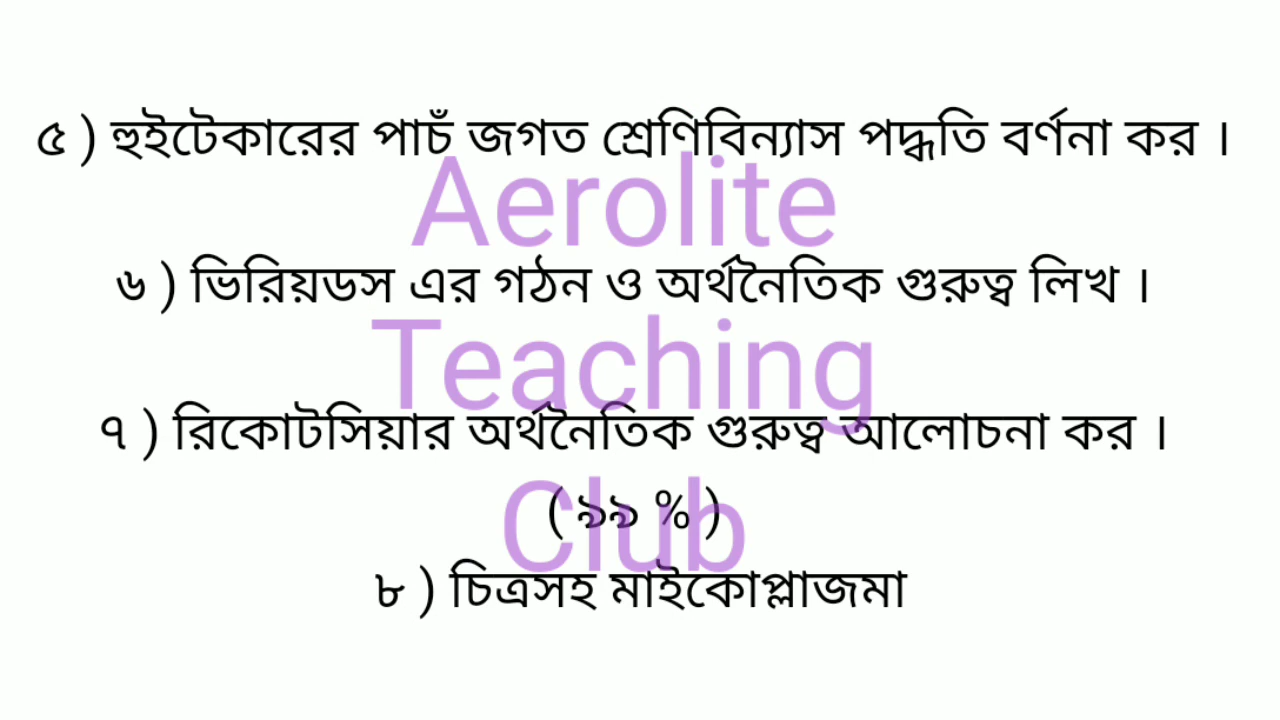 ৫ ) হুইটেকারের পাচঁ জগত শ্রেণিবিন্যাস পদ্ধতি বর্ণনা কর ।
Aerolite
৬ ) ভিরিয়ডস এর গঠন ও অর্থনৈতিক গুরুত্ব লিখ ।
Teaching
৭ ) রিকোটসিয়ার অর্থনৈতিক গুরুত্ব আলোচনা কর ।
( ৯৯ % )
Club
৮ ) চিত্রসহ মাইকোপ্লাজমা